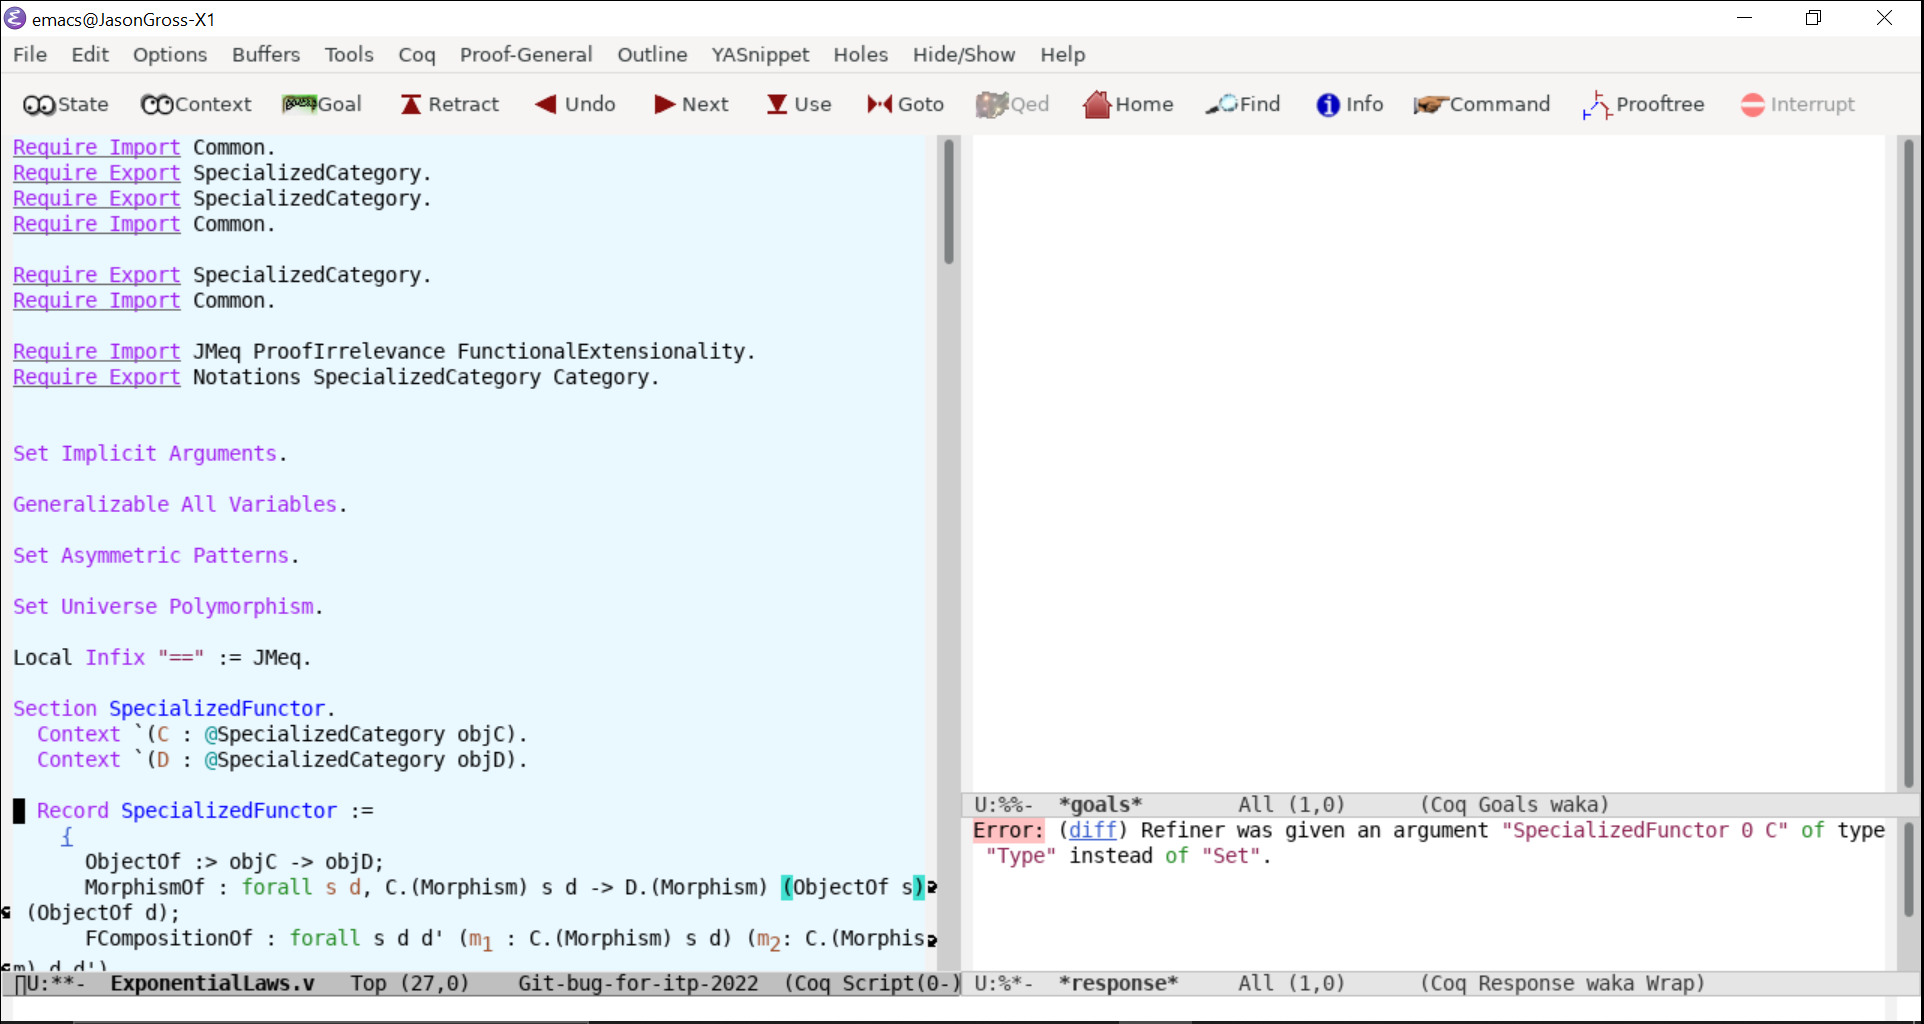 emacs@JasonGross-X1
File Edit Options Buffers Tools Coq Proof-General Outline YASnippet Holes Hide/Show Help
State Context Goal Retract Undo Next Use Goto Qed Home Find Info Command Prooftree Interrupt
Require Import Common.
Require Export SpecializedCategory.
Require Export SpecializedCategory.
Require Import Common.
Require Export SpecializedCategory.
Require Import Common.
Require Import JMeq ProofIrrelevance FunctionalExtensionality.
Require Export Notations SpecializedCategory Category.
Set Implicit Arguments.
Generalizable All Variables.
Set Asymmetric Patterns.
Set Universe Polymorphism.
Local Infix "==" := JMeq.
Section SpecializedFunctor.
Context `(C : @SpecializedCategory objC).
Context `(D : @SpecializedCategory objD).
Record SpecializedFunctor :=
{
ObjectOf :> objC -> objD;
MorphismOf : forall s d, C.(Morphism) s d -> D.(Morphism) (ObjectOf s)
(ObjectOf d);
FCompositionOf : forall s d d' (m1 : C.(Morphism) s d) (m2: C.(Morphis
m) d d')
U:**- ExponentialLaws.v Top (27,0) Git-bug-for-itp-2022 (Coq Script(0-)
U:%%- *goals* All (1,0) (Coq Goals waka)
Error: (diff) Refiner was given an argument "SpecializedFunctor 0 C" of type
"Type" instead of "Set".
U:%*- *response* All (1,0) (Coq Response waka Wrap)